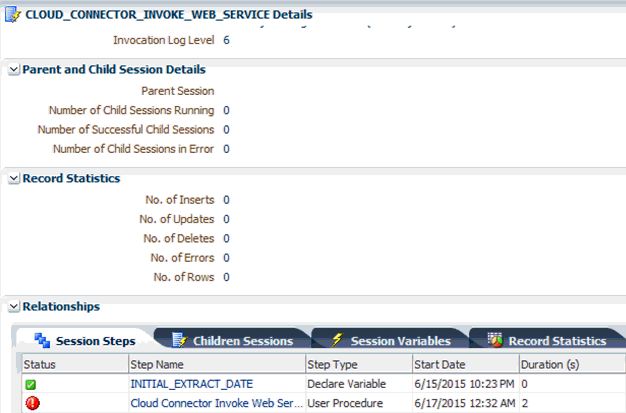 CLOUD_CONNECTOR_INVOKE_WEB_SERVICE Details
Invocation Log Level 6
Parent and Child Session Details
Parent Session
Number of Child Sessions Running 0
Number of Successful Child Sessions 0
Number of Child Sessions in Error 0
Record Statistics
No. of Inserts 0
No. of Updates 0
No. of Deletes 0
No. of Errors 0
No. of Rows 0
Relationships
Session Steps Children Sessions Session Variables Record Statistics
Status Step Name Step Type Start Date Duration (s)
INITIAL_EXTRACT_DATE Declare Variable 6/15/2015 10:23 PM 0
Cloud Connector Invoke Web Ser... User Procedure 6/17/2015 12:32 AM 2